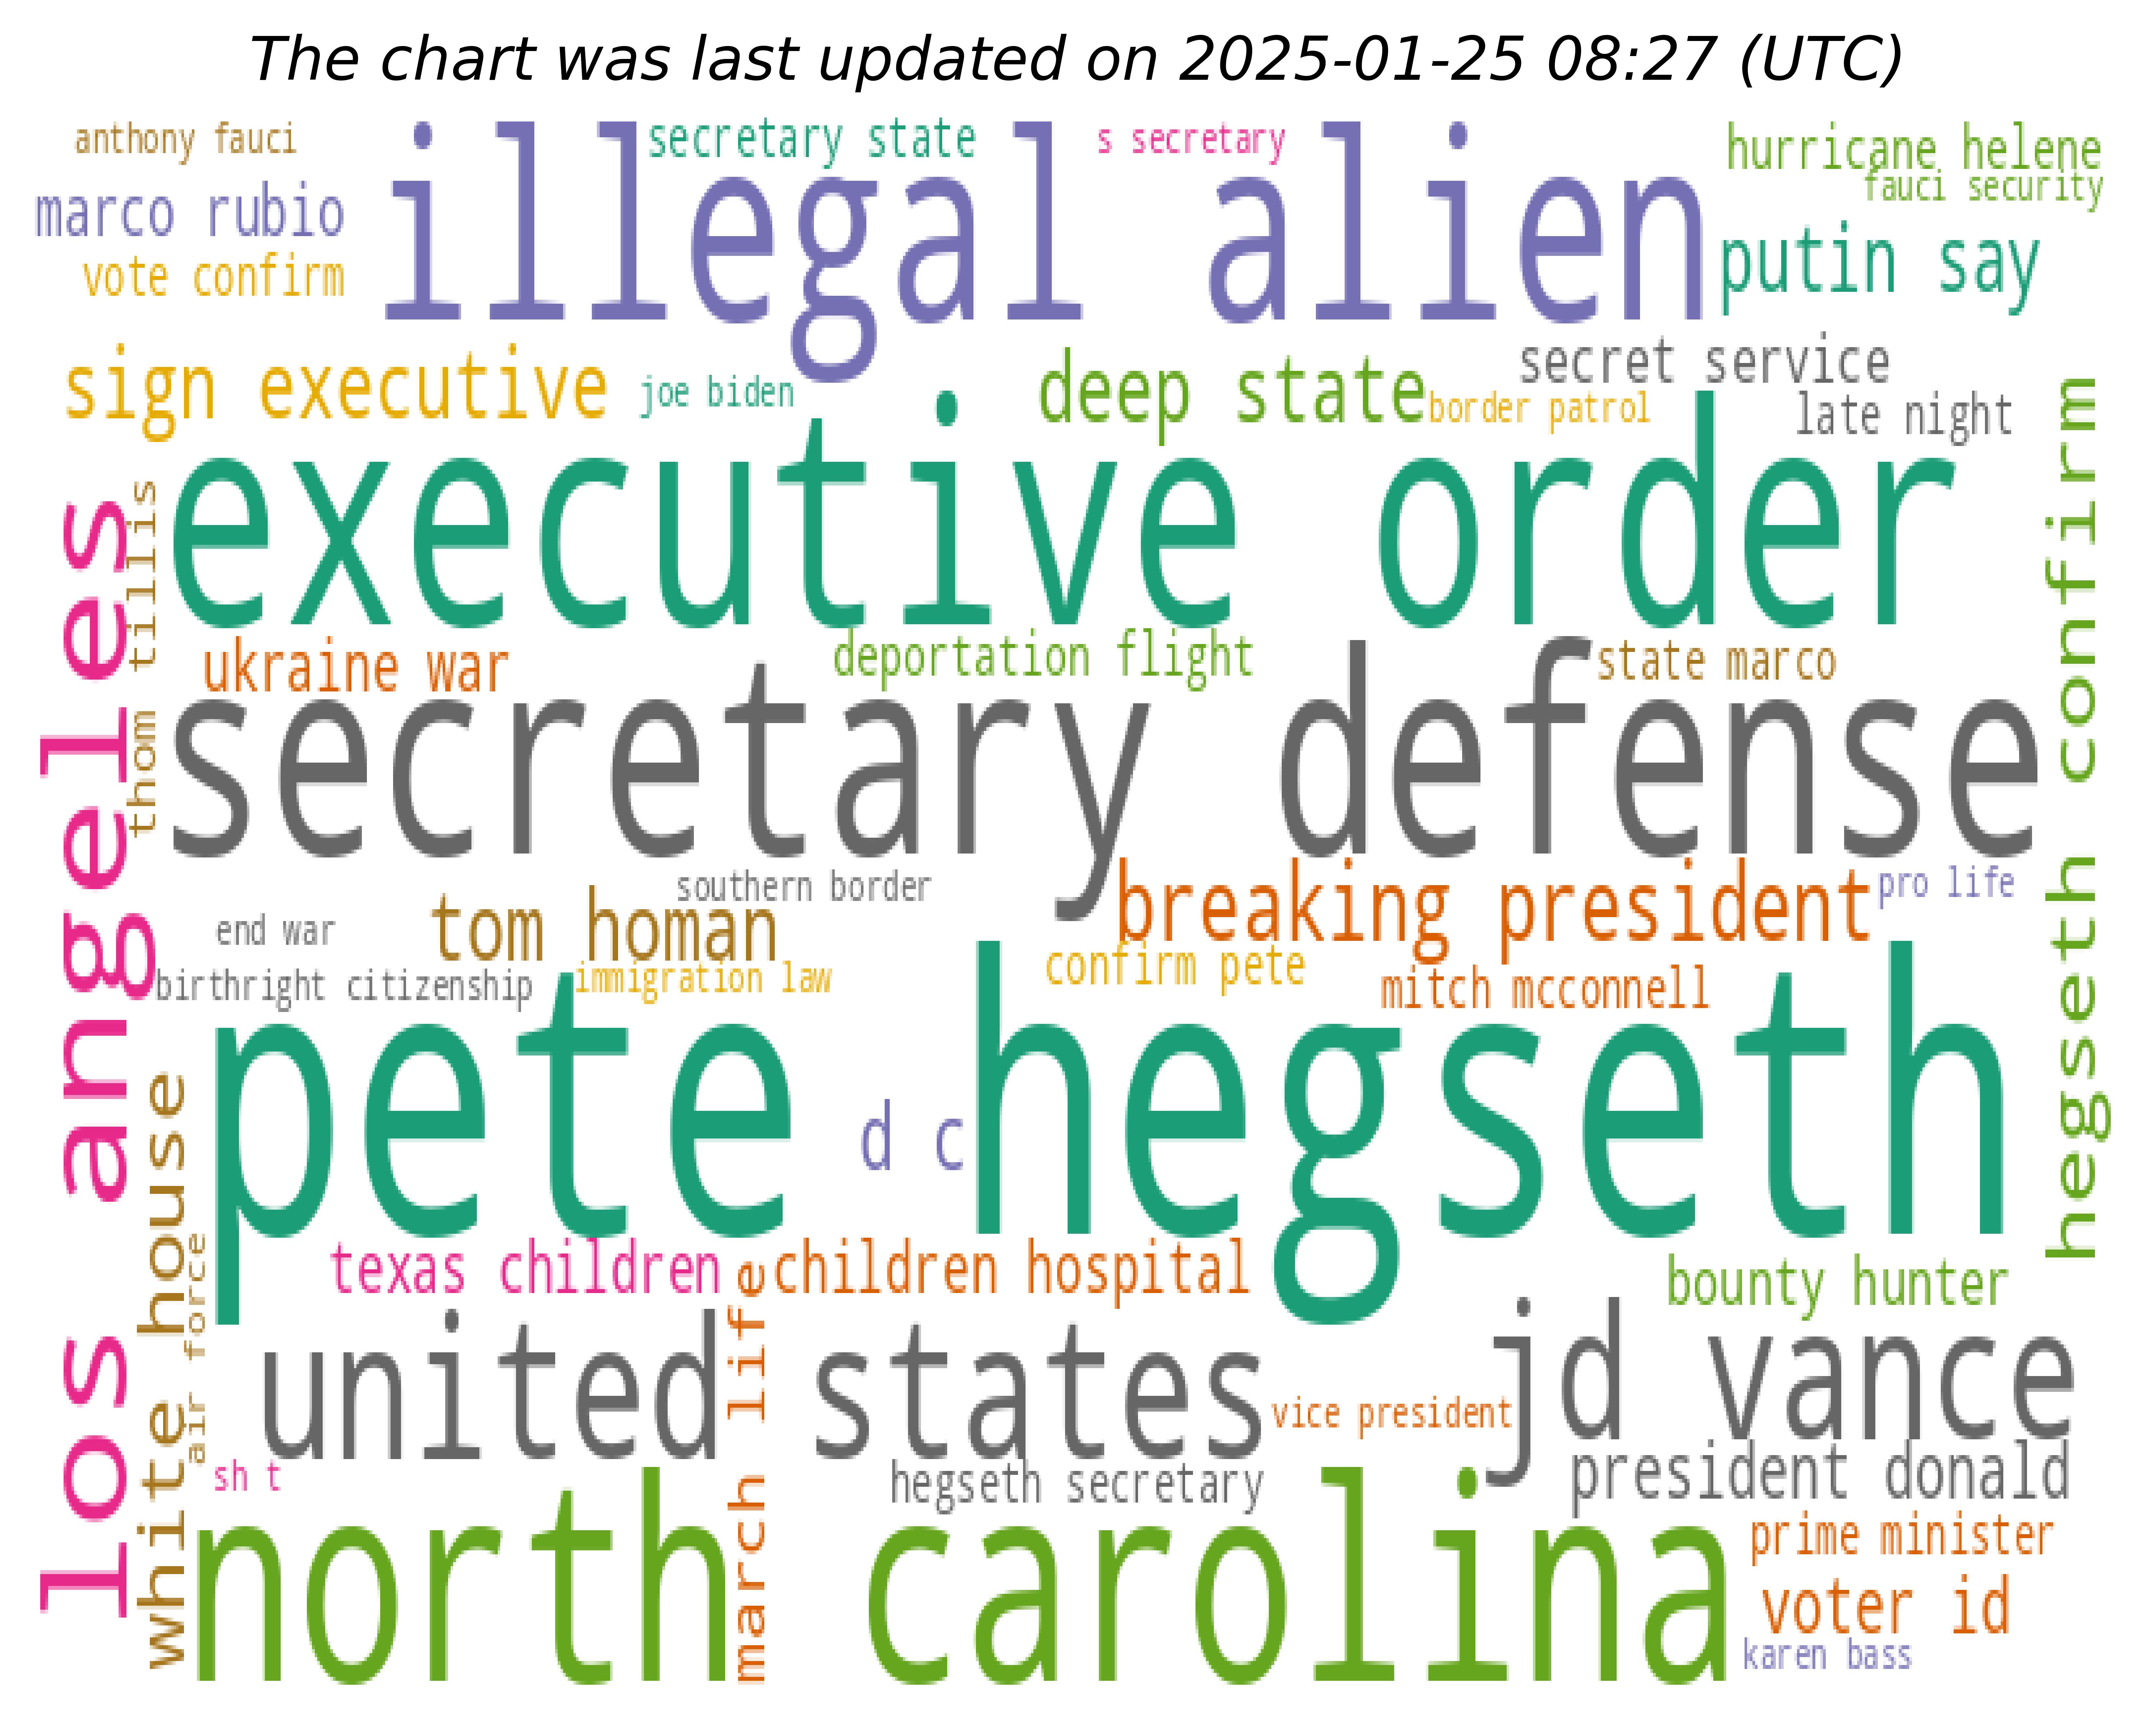 The chart was last updated on 2025-01-25 08:27 (UTC)
anthony fauci
secretary state
s secretary
hurricane helene
fauci security
marco rubio
illegal alien
putin say
vote confirm
sign executive
joe biden
deep state
secret service
border patrol
late night
executive order
los angeles
thom tillis
hegseth confirm
ukraine war
deportation flight
state marco
secretary defense
southern border
breaking president
pro life
end war
tom homan
birthright citizenship
immigration law
confirm pete
mitch mcconnell
pete hegseth
d c
white house
air force
texas children
children hospital
bounty hunter
march life
united states
jd vance
vice president
sh t
hegseth secretary
president donald
north carolina
prime minister
voter id
karen bass